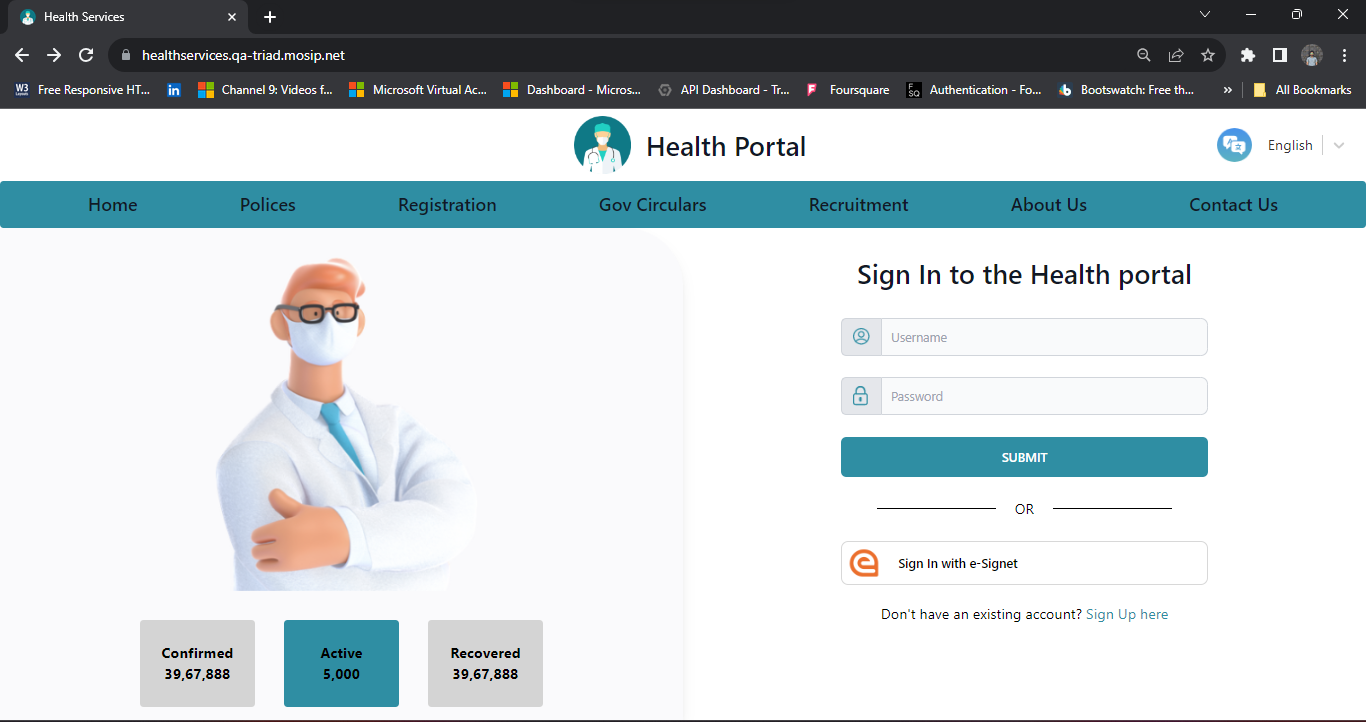 Health Services
healthservices.qa-triad.mosip.net
W3 Free Responsive HT... in Channel 9: Videos f... Microsoft Virtual Ac... Dashboard - Micros... API Dashboard - Tr... Foursquare FSQ Authentication - Fo... b Bootswatch: Free th... » All Bookmarks
Health Portal
English
Home Polices Registration Gov Circulars Recruitment About Us Contact Us
Sign In to the Health portal
Username
Password
SUBMIT
OR
e Sign In with e-Signet
Don't have an existing account? Sign Up here
Confirmed Active Recovered
39,67,888 5,000 39,67,888